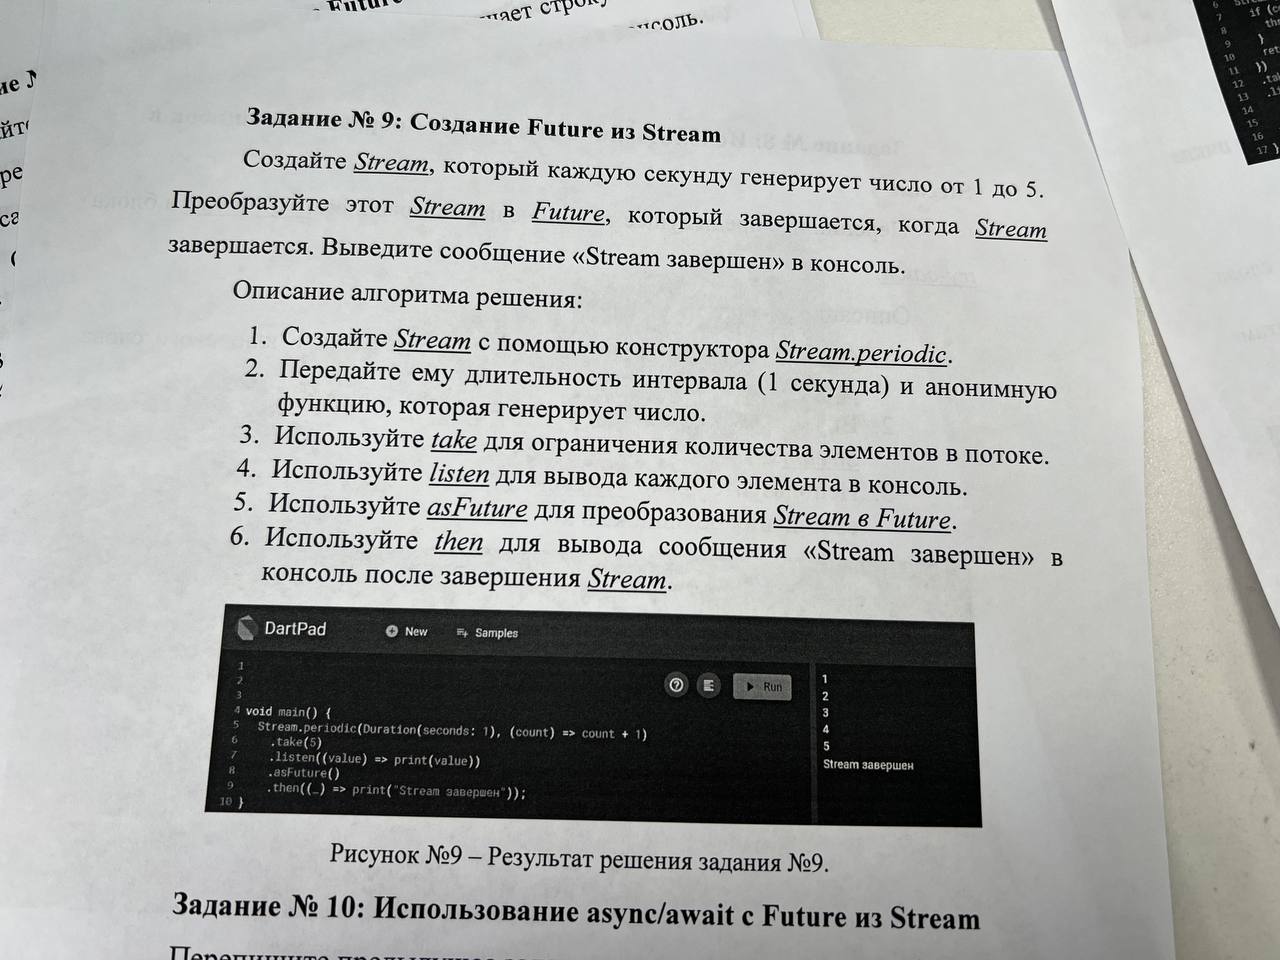 Future
чает строку
консоль.
Задание № 9: Создание Future из Stream
Создайте Stream, который каждую секунду генерирует число от 1 до 5.
Преобразуйте этот Stream в Future, который завершается, когда Stream
завершается. Выведите сообщение «Stream завершен» в консоль.
Описание алгоритма решения:
1. Создайте Stream с помощью конструктора Stream.periodic.
2. Передайте ему длительность интервала (1 секунда) и анонимную
функцию, которая генерирует число.
3. Используйте take для ограничения количества элементов в потоке.
4. Используйте listen для вывода каждого элемента в консоль.
5. Используйте asFuture для преобразования Stream в Future.
6. Используйте then для вывода сообщения «Stream завершен» в
консоль после завершения Stream.
DartPad New Samples
Run
1
2
3
4 void main() {
5 Stream.periodic(Duration(seconds: 1), (count) => count + 1)
6 .take(5)
7 .listen((value) => print(value))
8 .asFuture()
9 .then((_) => print("Stream завершен"));
10 }
1
2
3
4
5
Stream завершен
Рисунок №9 – Результат решения задания №9.
Задание № 10: Использование async/await с Future из Stream